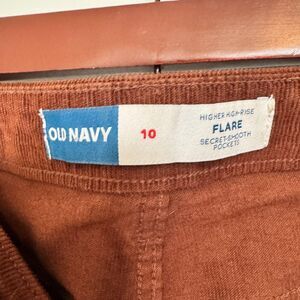 OLD NAVY
10
HIGHER HIGH-RISE
FLARE
SECRET-SMOOTH
POCKETS